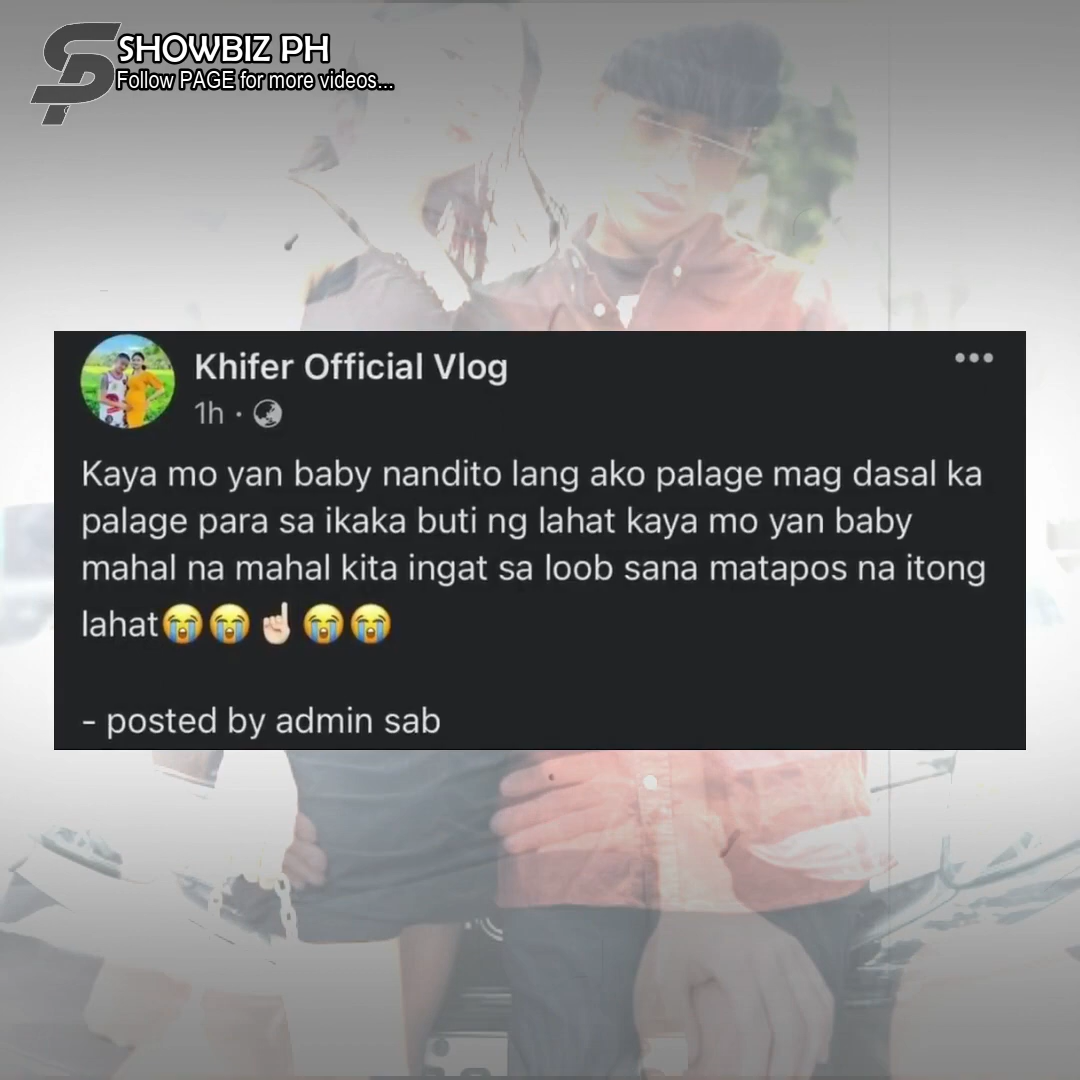 SHOWBIZ PH
Follow PAGE for more videos...
Khifer Official Vlog
1h ·
Kaya mo yan baby nandito lang ako palage mag dasal ka
palage para sa ikaka buti ng lahat kaya mo yan baby
mahal na mahal kita ingat sa loob sana matapos na itong
lahat😭😭☝🏻😭😭
- posted by admin sab